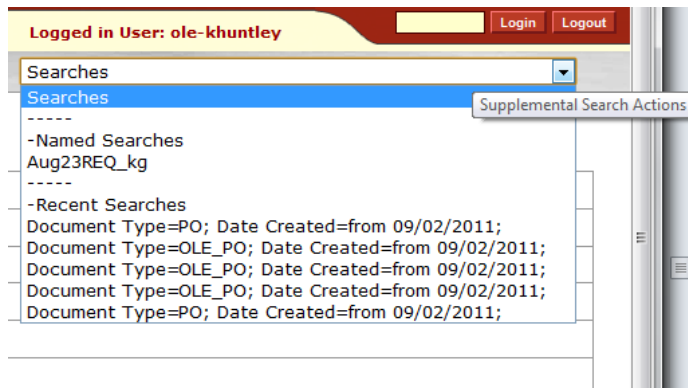 Logged in User: ole-khuntley
Login
Logout
Searches
Searches
Supplemental Search Actions
-----
-Named Searches
Aug23REQ_kg
-----
-Recent Searches
Document Type=PO; Date Created=from 09/02/2011;
Document Type=OLE_PO; Date Created=from 09/02/2011;
Document Type=OLE_PO; Date Created=from 09/02/2011;
Document Type=OLE_PO; Date Created=from 09/02/2011;
Document Type=PO; Date Created=from 09/02/2011;